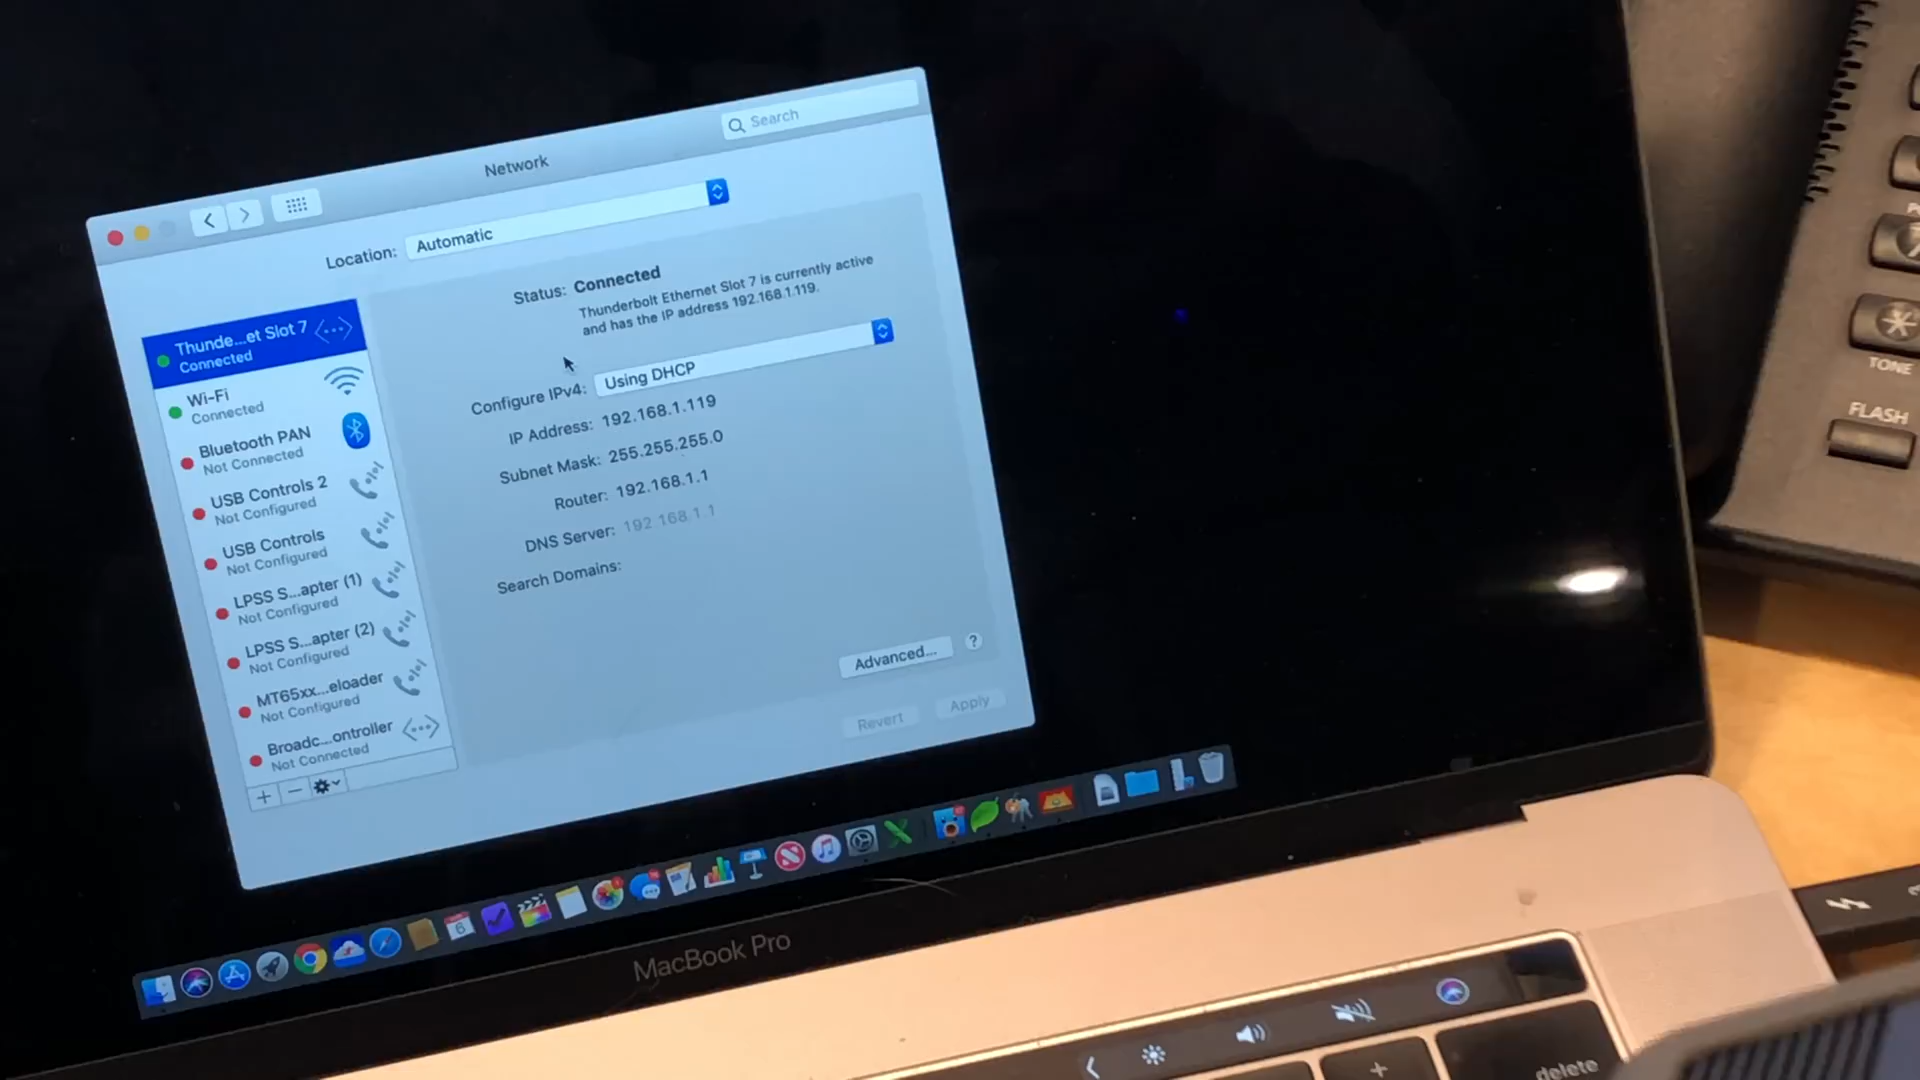 Search
Network
Location: Automatic
Status: Connected
Thunderbolt Ethernet Slot 7 is currently active
and has the IP address 192.168.1.119.
Thunde...et Slot 7
Connected
Wi-Fi
Connected
Bluetooth PAN
Not Connected
USB Controls 2
Not Configured
USB Controls
Not Configured
LPSS S...apter (1)
Not Configured
LPSS S...apter (2)
Not Configured
MT65xx...eloader
Not Configured
Broadc...ontroller
Not Connected
Configure IPv4: Using DHCP
IP Address: 192.168.1.119
Subnet Mask: 255.255.255.0
Router: 192.168.1.1
DNS Server: 192.168.1.1
Search Domains:
Advanced... ?
Revert Apply
6
MacBook Pro
+
delete
TONE
FLASH